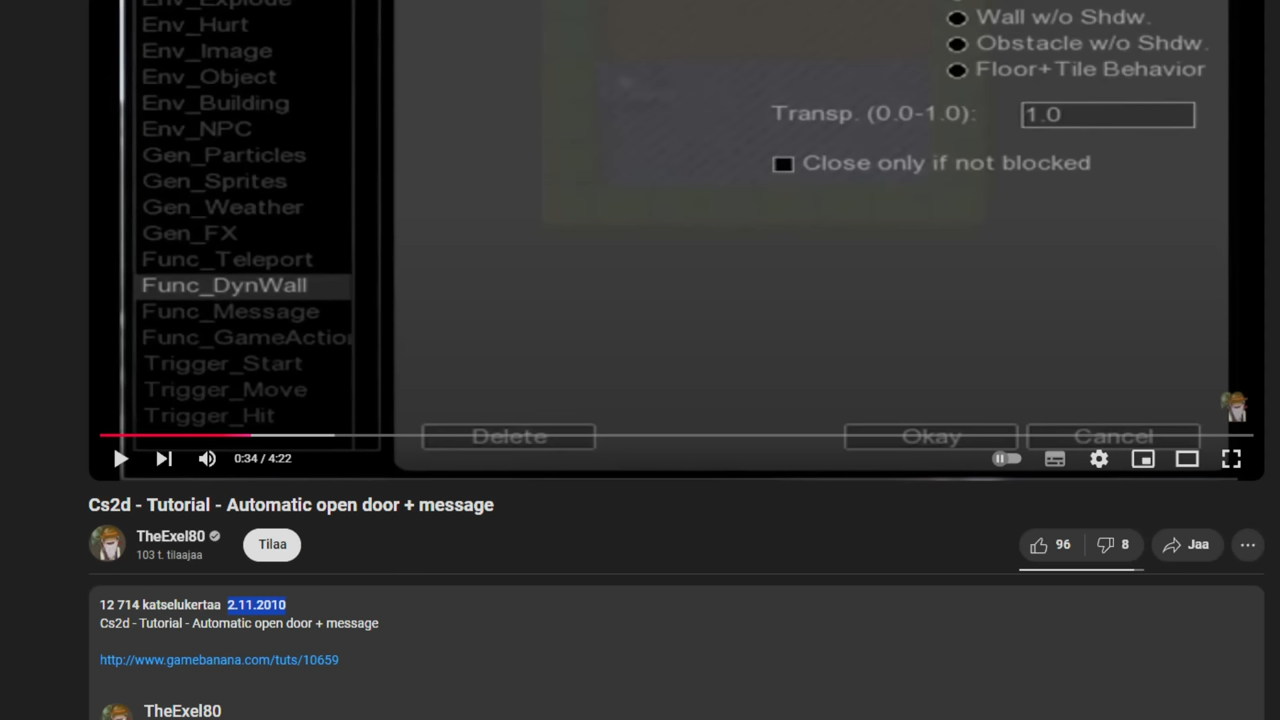 Env_Explode
Env_Hurt
Env_Image
Env_Object
Env_Building
Env_NPC
Gen_Particles
Gen_Sprites
Gen_Weather
Gen_FX
Func_Teleport
Func_DynWall
Func_Message
Func_GameAction
Trigger_Start
Trigger_Move
Trigger_Hit
Wall w/o Shdw.
Obstacle w/o Shdw.
Floor+Tile Behavior
Transp. (0.0-1.0): 1.0
Close only if not blocked
Delete Okay Cancel
0:34 / 4:22
Cs2d - Tutorial - Automatic open door + message
TheExel80
103 t. tilaajaa
Tilaa
96 8 Jaa
12 714 katselukertaa 2.11.2010
Cs2d - Tutorial - Automatic open door + message
http://www.gamebanana.com/tuts/10659
TheExel80